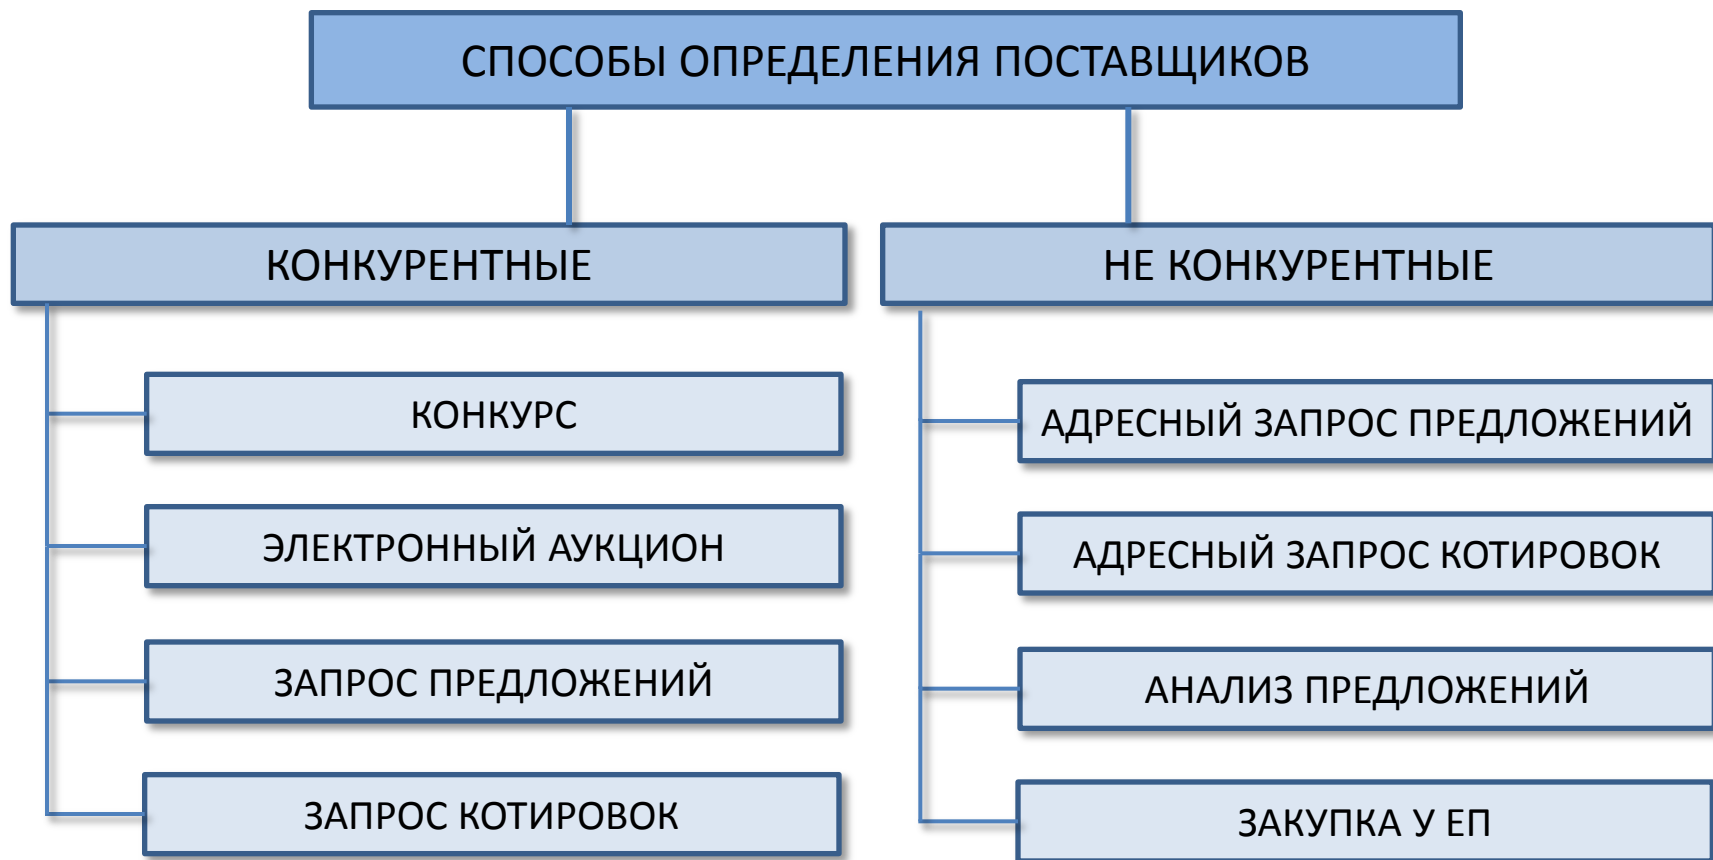 СПОСОБЫ ОПРЕДЕЛЕНИЯ ПОСТАВЩИКОВ
КОНКУРЕНТНЫЕ
КОНКУРС
ЭЛЕКТРОННЫЙ АУКЦИОН
ЗАПРОС ПРЕДЛОЖЕНИЙ
ЗАПРОС КОТИРОВОК
НЕ КОНКУРЕНТНЫЕ
АДРЕСНЫЙ ЗАПРОС ПРЕДЛОЖЕНИЙ
АДРЕСНЫЙ ЗАПРОС КОТИРОВОК
АНАЛИЗ ПРЕДЛОЖЕНИЙ
ЗАКУПКА У ЕП